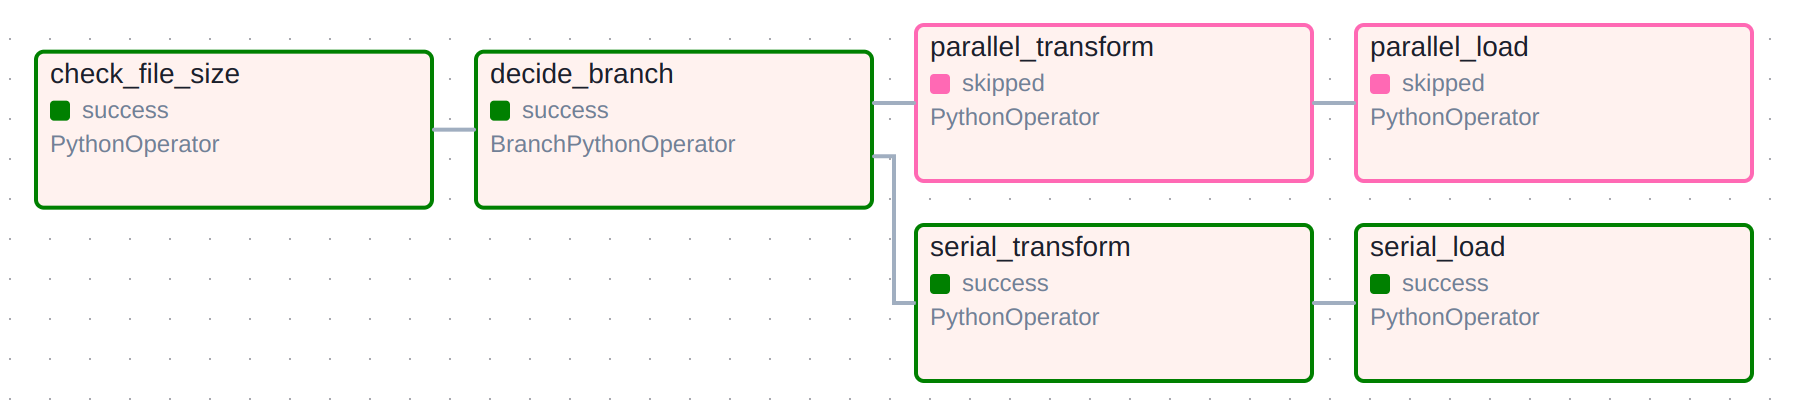 check_file_size
success
PythonOperator
decide_branch
success
BranchPythonOperator
parallel_transform
skipped
PythonOperator
parallel_load
skipped
PythonOperator
serial_transform
success
PythonOperator
serial_load
success
PythonOperator